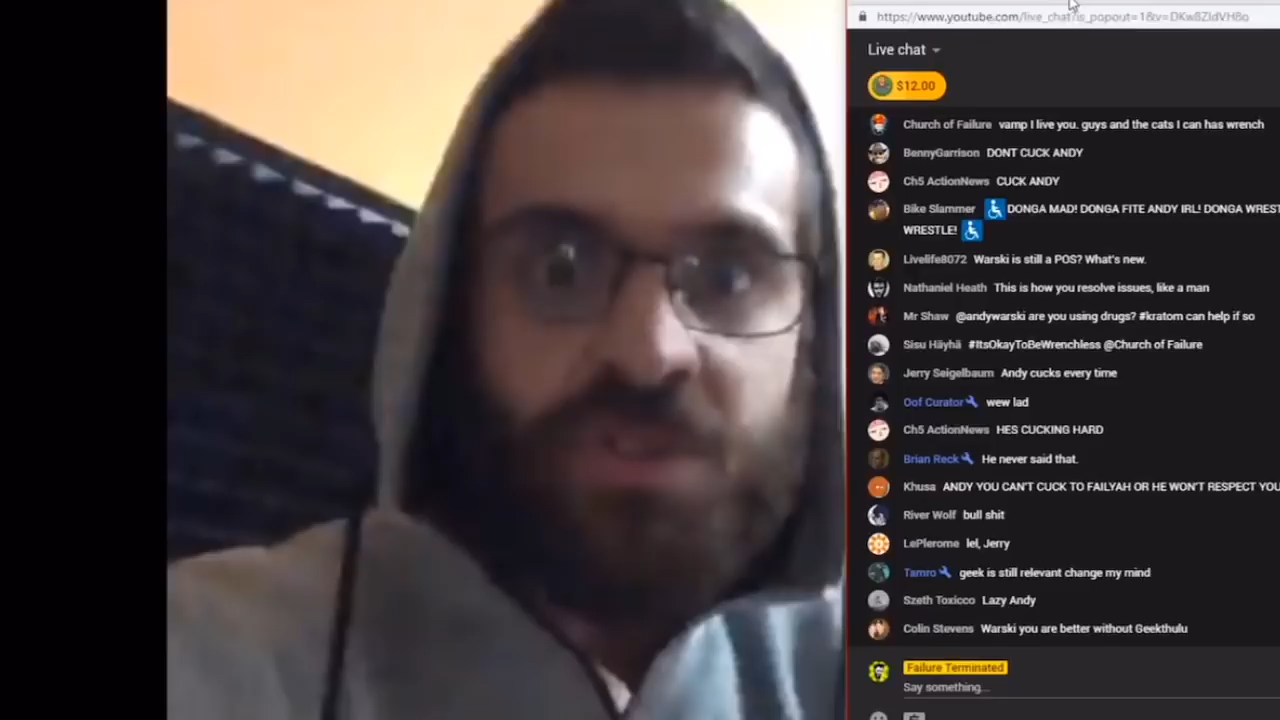 https://www.youtube.com/live_chat?is_popout=1&v=DKw8ZldVH8o
Live chat
$12.00
Church of Failure vamp I live you. guys and the cats I can has wrench
BennyGarrison DONT CUCK ANDY
Ch5 ActionNews CUCK ANDY
Bike Slammer ♿DONGA MAD! DONGA FITE ANDY IRL! DONGA WREST
WRESTLE! ♿
Livelife8072 Warski is still a POS? What's new.
Nathaniel Heath This is how you resolve issues, like a man
Mr Shaw @andywarski are you using drugs? #kratom can help if so
Sisu Häyhä #ItsOkayToBeWrenchless @Church of Failure
Jerry Seigelbaum Andy cucks every time
Oof Curator wew lad
Ch5 ActionNews HES CUCKING HARD
Brian Reck He never said that.
Khusa ANDY YOU CAN'T CUCK TO FAILYAH OR HE WON'T RESPECT YOU
River Wolf bull shit
LePlerome lel, Jerry
Tamro geek is still relevant change my mind
Szeth Toxicco Lazy Andy
Colin Stevens Warski you are better without Geekthulu
Failure Terminated
Say something...